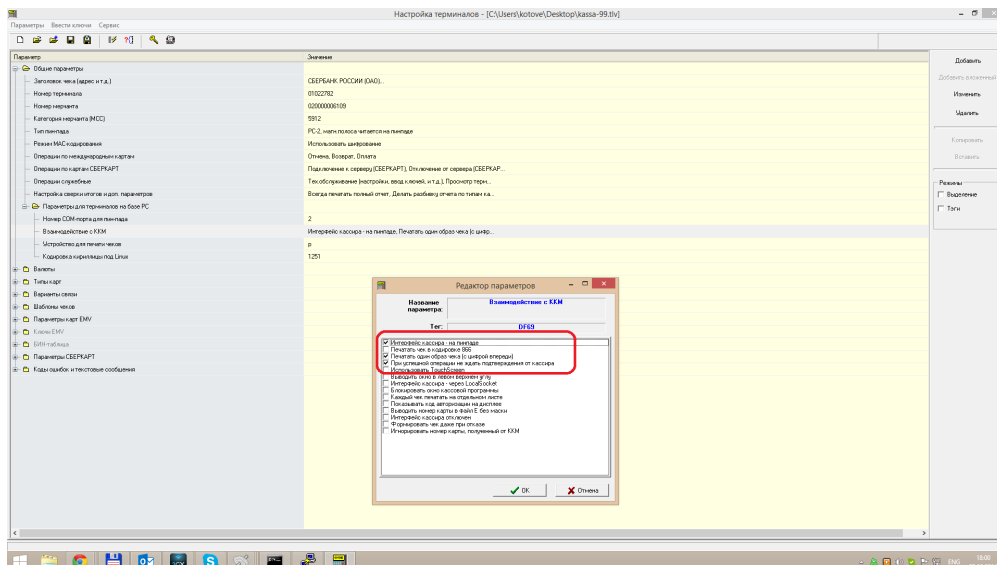 Настройка терминалов - [C:\Users\kotove\Desktop\kassa-99.tlv]
Параметры Ввести ключи Сервис
Параметр Значение
Общие параметры
Заголовок чека (адрес и т.д.) СБЕРБАНК РОССИИ (ОАО)...
Номер терминала 01022782
Номер мерчанта 020000006109
Категория мерчанта (MCC) 5912
Тип пинпада PC-2, магн.полоса читается на пинпаде
Режим MAC-кодирования Использовать шифрование
Операции по международным картам Отмена, Возврат, Оплата
Операции по картам СБЕРКАРТ Подключение к серверу (СБЕРКАРТ), Отключение от сервера (СБЕРКАР...
Операции служебные Тех.обслуживание (настройки, ввод ключей, и т.д.), Просмотр терм...
Настройка сверки итогов и доп. параметров Всегда печатать полный отчет, Делать разбивку отчета по типам ка...
Параметры для терминалов на базе PC
Номер COM-порта для пинпада 2
Взаимодействие с ККМ Интерфейс кассира - на пинпаде, Печатать один образ чека (с цифр...
Устройство для печати чеков p
Кодировка кириллицы под Linux 1251
Валюты
Типы карт
Варианты связи
Шаблоны чеков
Параметры карт EMV
Ключи EMV
БИН-таблица
Параметры СБЕРКАРТ
Коды ошибок и текстовые сообщения
Добавить
Добавить вложенный
Изменить
Удалить
Копировать
Вставить
Режимы
Выделение
Тэги
Редактор параметров
Название параметра: Взаимодействие с ККМ
Тег: DF69
Интерфейс кассира - на пинпаде
Печатать чек в кодировке 866
Печатать один образ чека (с цифрой впереди)
При успешной операции не ждать подтверждения от кассира
Использовать TouchScreen
Выводить окно в левом верхнем углу
Интерфейс кассира - через LocalSocket
Блокировать окно кассовой программы
Каждый чек печатать на отдельном листе
Показывать код авторизации на дисплее
Выводить номер карты в файл E без маски
Интерфейс кассира отключен
Формировать чек даже при отказе
Игнорировать номер карты, полученный от ККМ
OK Отмена
ENG 18:00